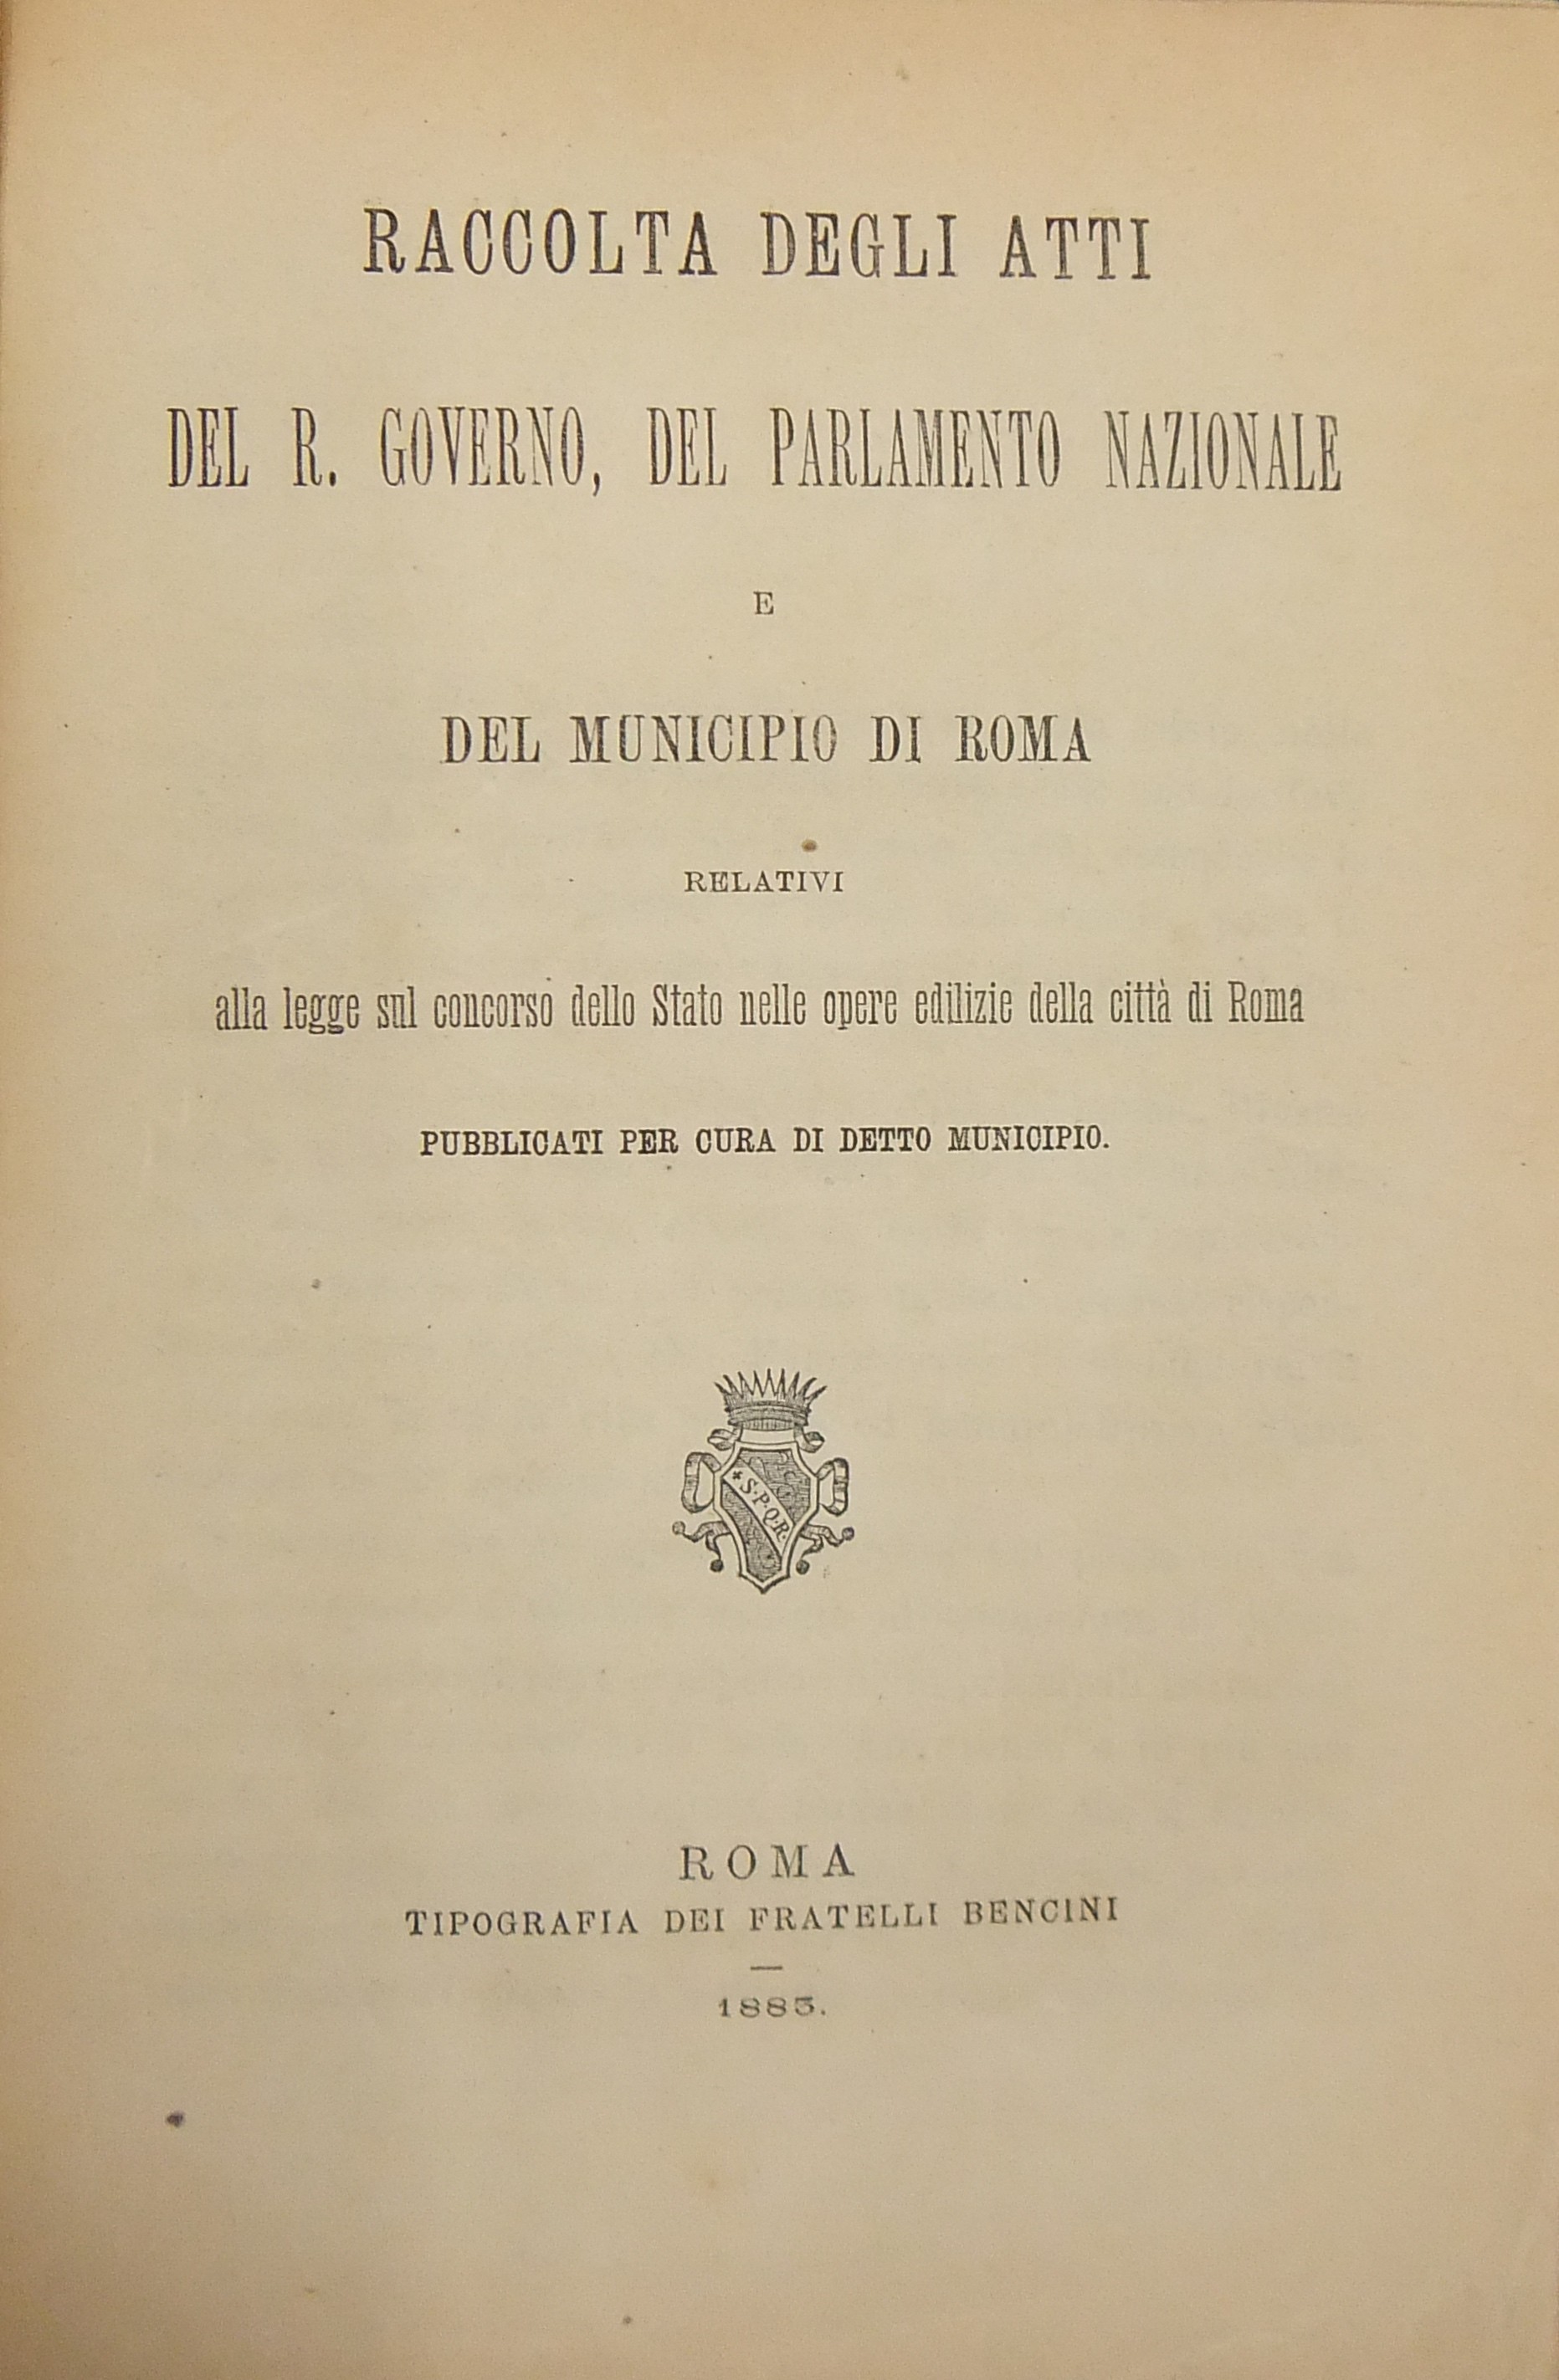 RACCOLTA DEGLI ATTI
DEL R. GOVERNO, DEL PARLAMENTO NAZIONALE
E
DEL MUNICIPIO DI ROMA
RELATIVI
alla legge sul concorso dello Stato nelle opere edilizie della città di Roma
PUBBLICATI PER CURA DI DETTO MUNICIPIO.
S·P·Q·R·
ROMA
TIPOGRAFIA DEI FRATELLI BENCINI
1883.